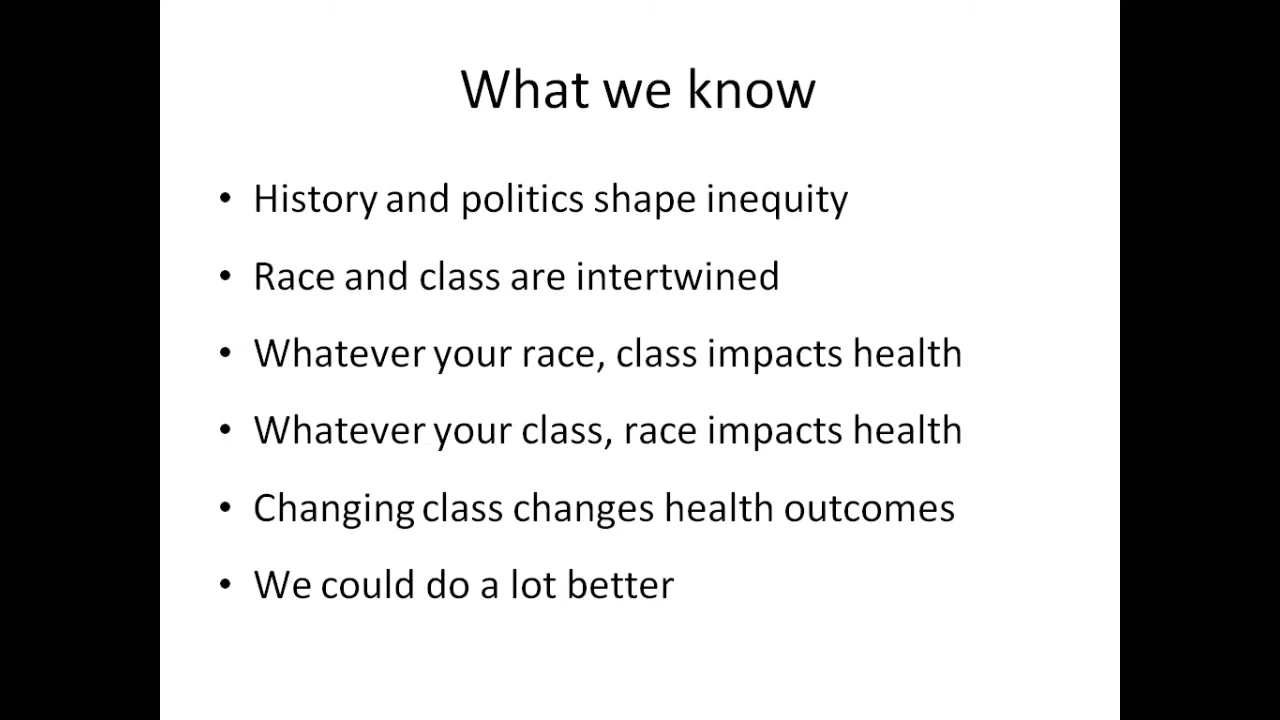 What we know
• History and politics shape inequity
• Race and class are intertwined
• Whatever your race, class impacts health
• Whatever your class, race impacts health
• Changing class changes health outcomes
• We could do a lot better